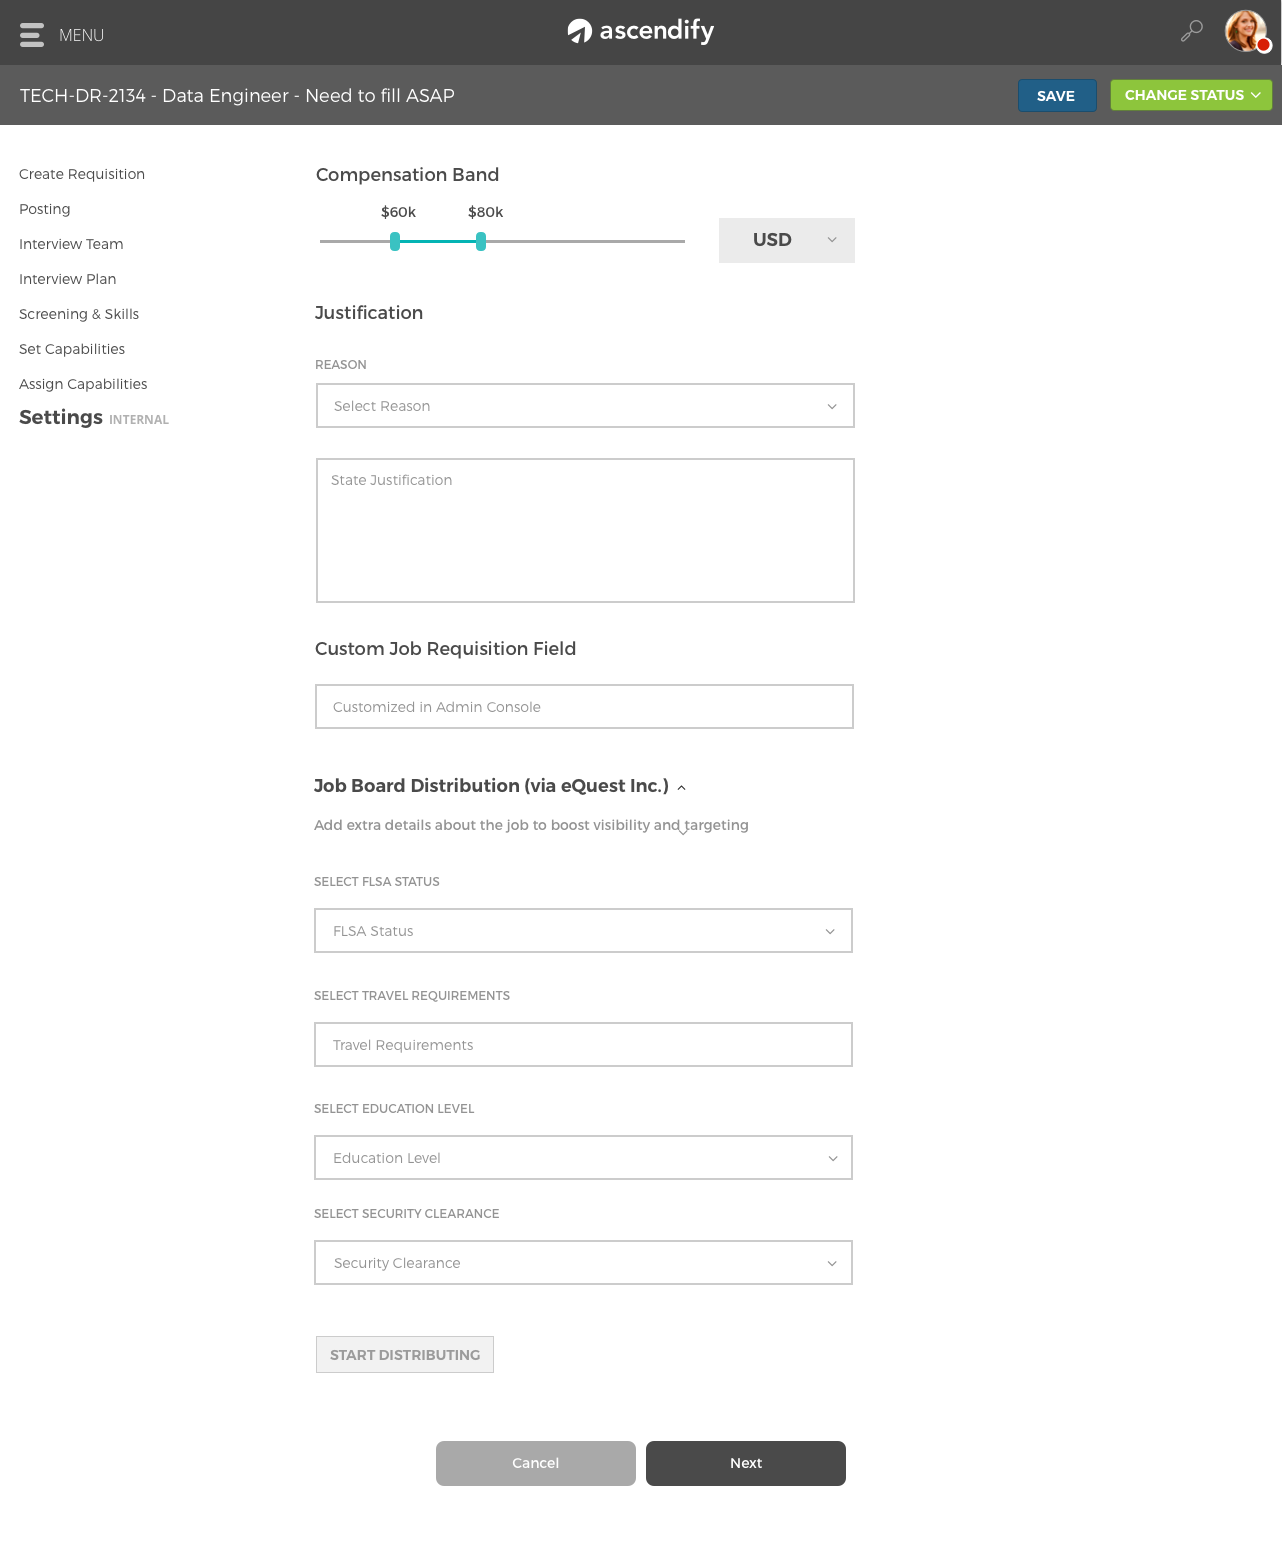 MENU
ascendify
TECH-DR-2134 - Data Engineer - Need to fill ASAP
SAVE
CHANGE STATUS
Create Requisition
Posting
Interview Team
Interview Plan
Screening & Skills
Set Capabilities
Assign Capabilities
Settings INTERNAL
Compensation Band
$60k $80k
USD
Justification
REASON
Select Reason
State Justification
Custom Job Requisition Field
Customized in Admin Console
Job Board Distribution (via eQuest Inc.)
Add extra details about the job to boost visibility and targeting
SELECT FLSA STATUS
FLSA Status
SELECT TRAVEL REQUIREMENTS
Travel Requirements
SELECT EDUCATION LEVEL
Education Level
SELECT SECURITY CLEARANCE
Security Clearance
START DISTRIBUTING
Cancel
Next